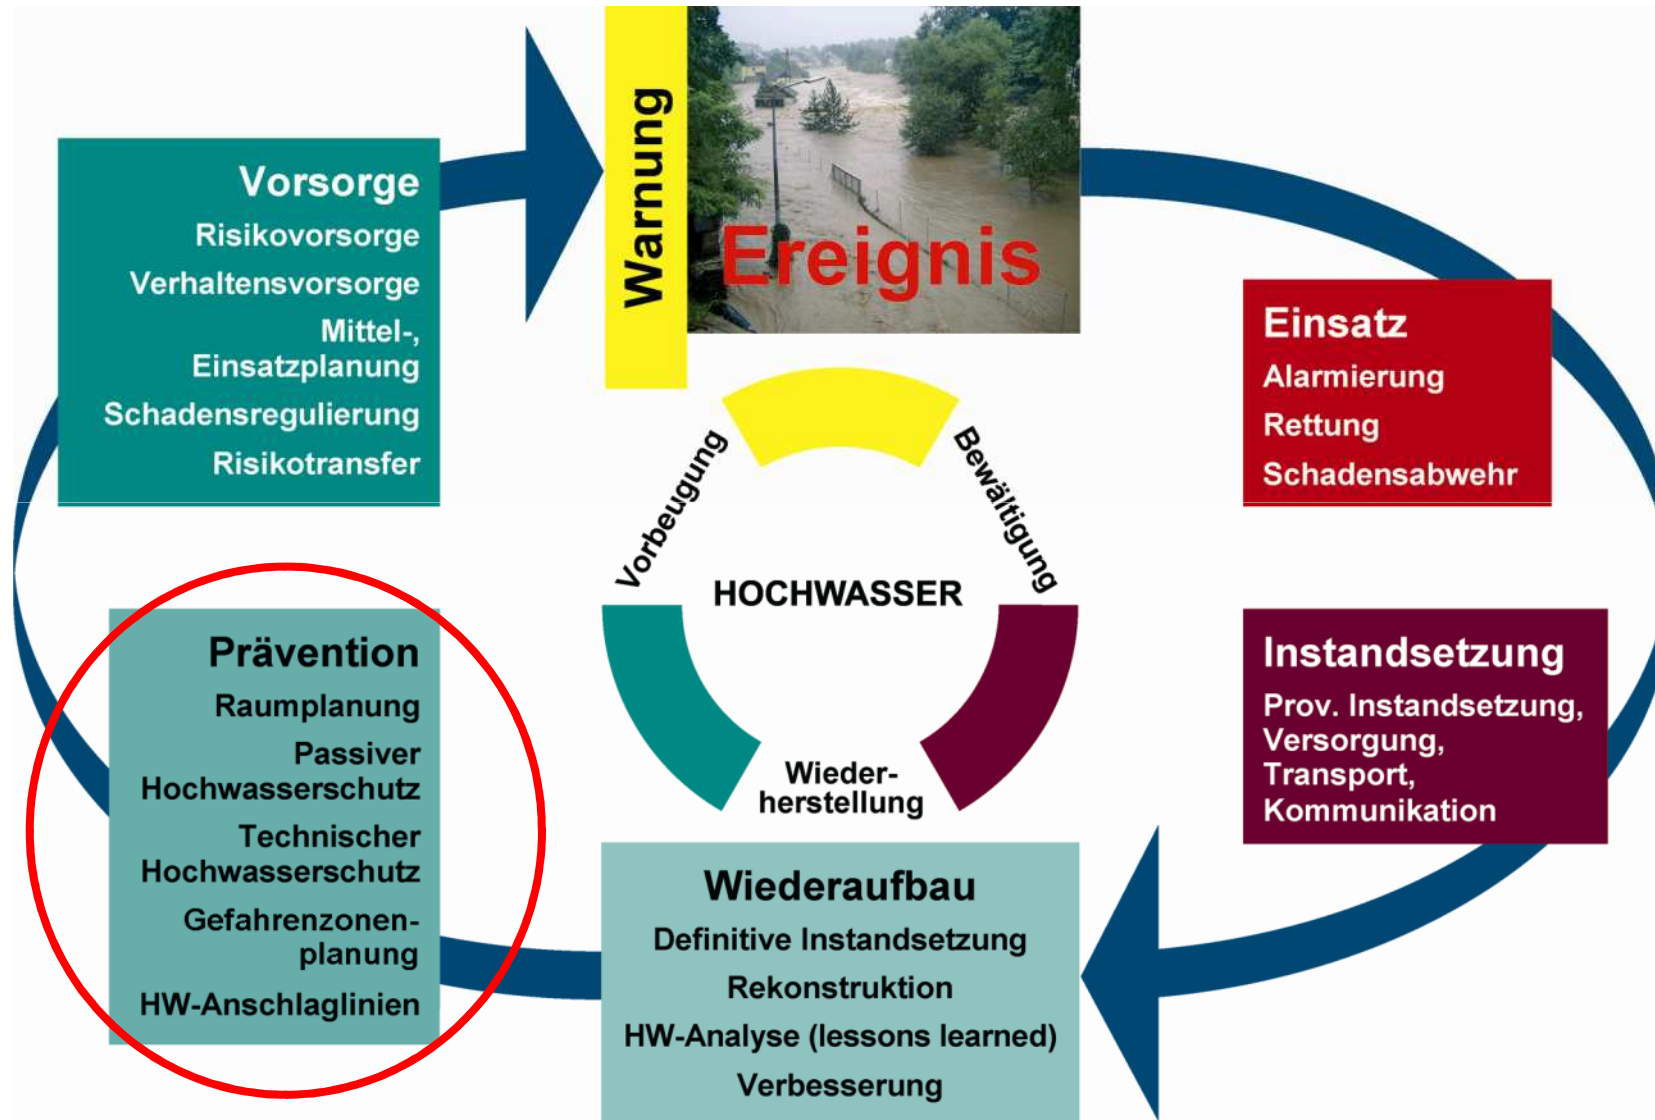 Warnung
Ereignis
Vorsorge
Risikovorsorge
Verhaltensvorsorge
Mittel-,
Einsatzplanung
Schadensregulierung
Risikotransfer
Einsatz
Alarmierung
Rettung
Schadensabwehr
Vorbeugung
Bewältigung
HOCHWASSER
Wieder-
herstellung
Prävention
Raumplanung
Passiver
Hochwasserschutz
Technischer
Hochwasserschutz
Gefahrenzonen-
planung
HW-Anschlaglinien
Instandsetzung
Prov. Instandsetzung,
Versorgung,
Transport,
Kommunikation
Wiederaufbau
Definitive Instandsetzung
Rekonstruktion
HW-Analyse (lessons learned)
Verbesserung